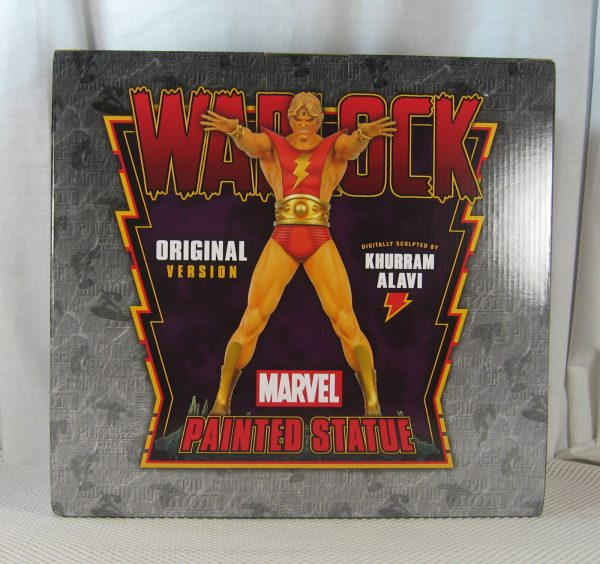 WARLOCK
ORIGINAL
VERSION
DIGITALLY SCULPTED BY
KHURRAM
ALAVI
MARVEL
PAINTED STATUE